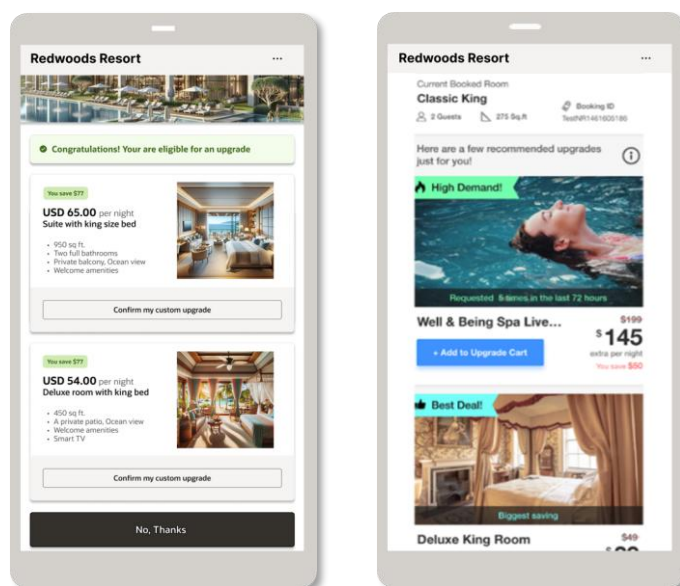 Redwoods Resort
...
Congratulations! Your are eligible for an upgrade
You save $77
USD 65.00 per night
Suite with king size bed
• 950 sq ft.
• Two full bathrooms
• Private balcony, Ocean view
• Welcome amenities
Confirm my custom upgrade
You save $77
USD 54.00 per night
Deluxe room with king bed
• 450 sq ft.
• A private patio, Ocean view
• Welcome amenities
• Smart TV
Confirm my custom upgrade
No, Thanks
Redwoods Resort
...
Current Booked Room
Classic King
2 Guests
275 Sq.ft
Booking ID
Here are a few recommended upgrades
just for you!
High Demand!
Requested 5 times in the last 72 hours
Well & Being Spa Live...
$199
$145
extra per night
You save $50
+ Add to Upgrade Cart
Best Deal!
Biggest saving
Deluxe King Room
$49